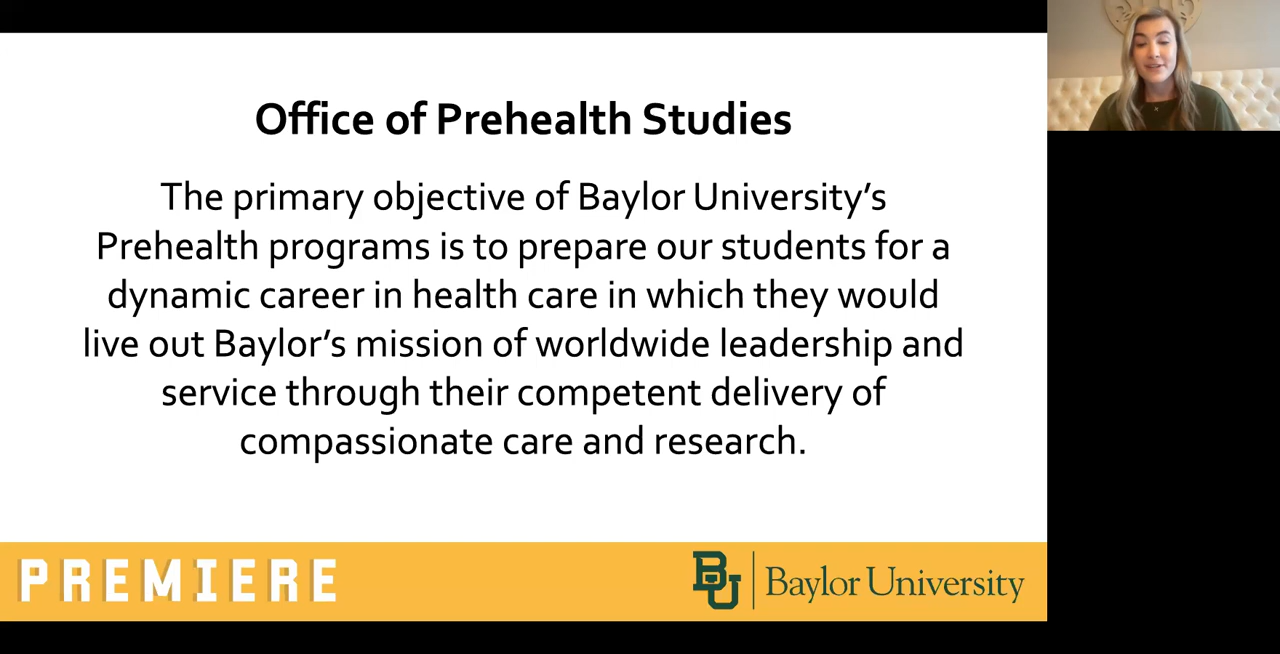 Office of Prehealth Studies
The primary objective of Baylor University’s
Prehealth programs is to prepare our students for a
dynamic career in health care in which they would
live out Baylor’s mission of worldwide leadership and
service through their competent delivery of
compassionate care and research.
PREMIERE
BU
Baylor University